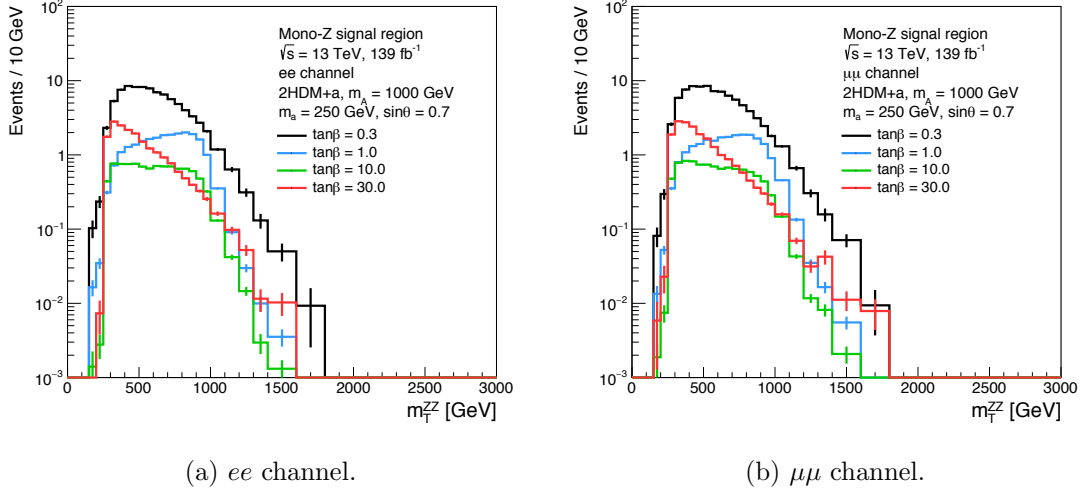 Events / 10 GeV
10²
10
1
10⁻¹
10⁻²
10⁻³
Mono-Z signal region
√s = 13 TeV, 139 fb⁻¹
ee channel
2HDM+a, m_A = 1000 GeV
m_a = 250 GeV, sinθ = 0.7
tanβ = 0.3
tanβ = 1.0
tanβ = 10.0
tanβ = 30.0
0 500 1000 1500 2000 2500 3000
m_T^ZZ [GeV]
(a) ee channel.
Events / 10 GeV
10²
10
1
10⁻¹
10⁻²
10⁻³
Mono-Z signal region
√s = 13 TeV, 139 fb⁻¹
μμ channel
2HDM+a, m_A = 1000 GeV
m_a = 250 GeV, sinθ = 0.7
tanβ = 0.3
tanβ = 1.0
tanβ = 10.0
tanβ = 30.0
0 500 1000 1500 2000 2500 3000
m_T^ZZ [GeV]
(b) μμ channel.